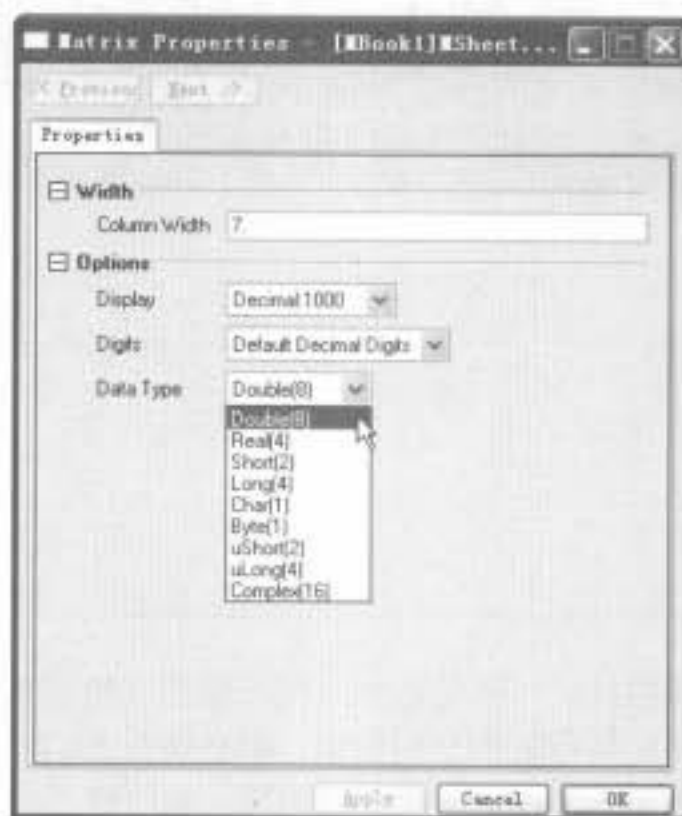 Matrix Properties - [MBook1]MSheet...
< Previous Next ->
Properties
Width
Column Width 7
Options
Display Decimal 1000
Digits Default Decimal Digits
Data Type Double(8)
Double(8)
Real(4)
Short(2)
Long(4)
Char(1)
Byte(1)
uShort(2)
uLong(4)
Complex(16)
Apply Cancel OK